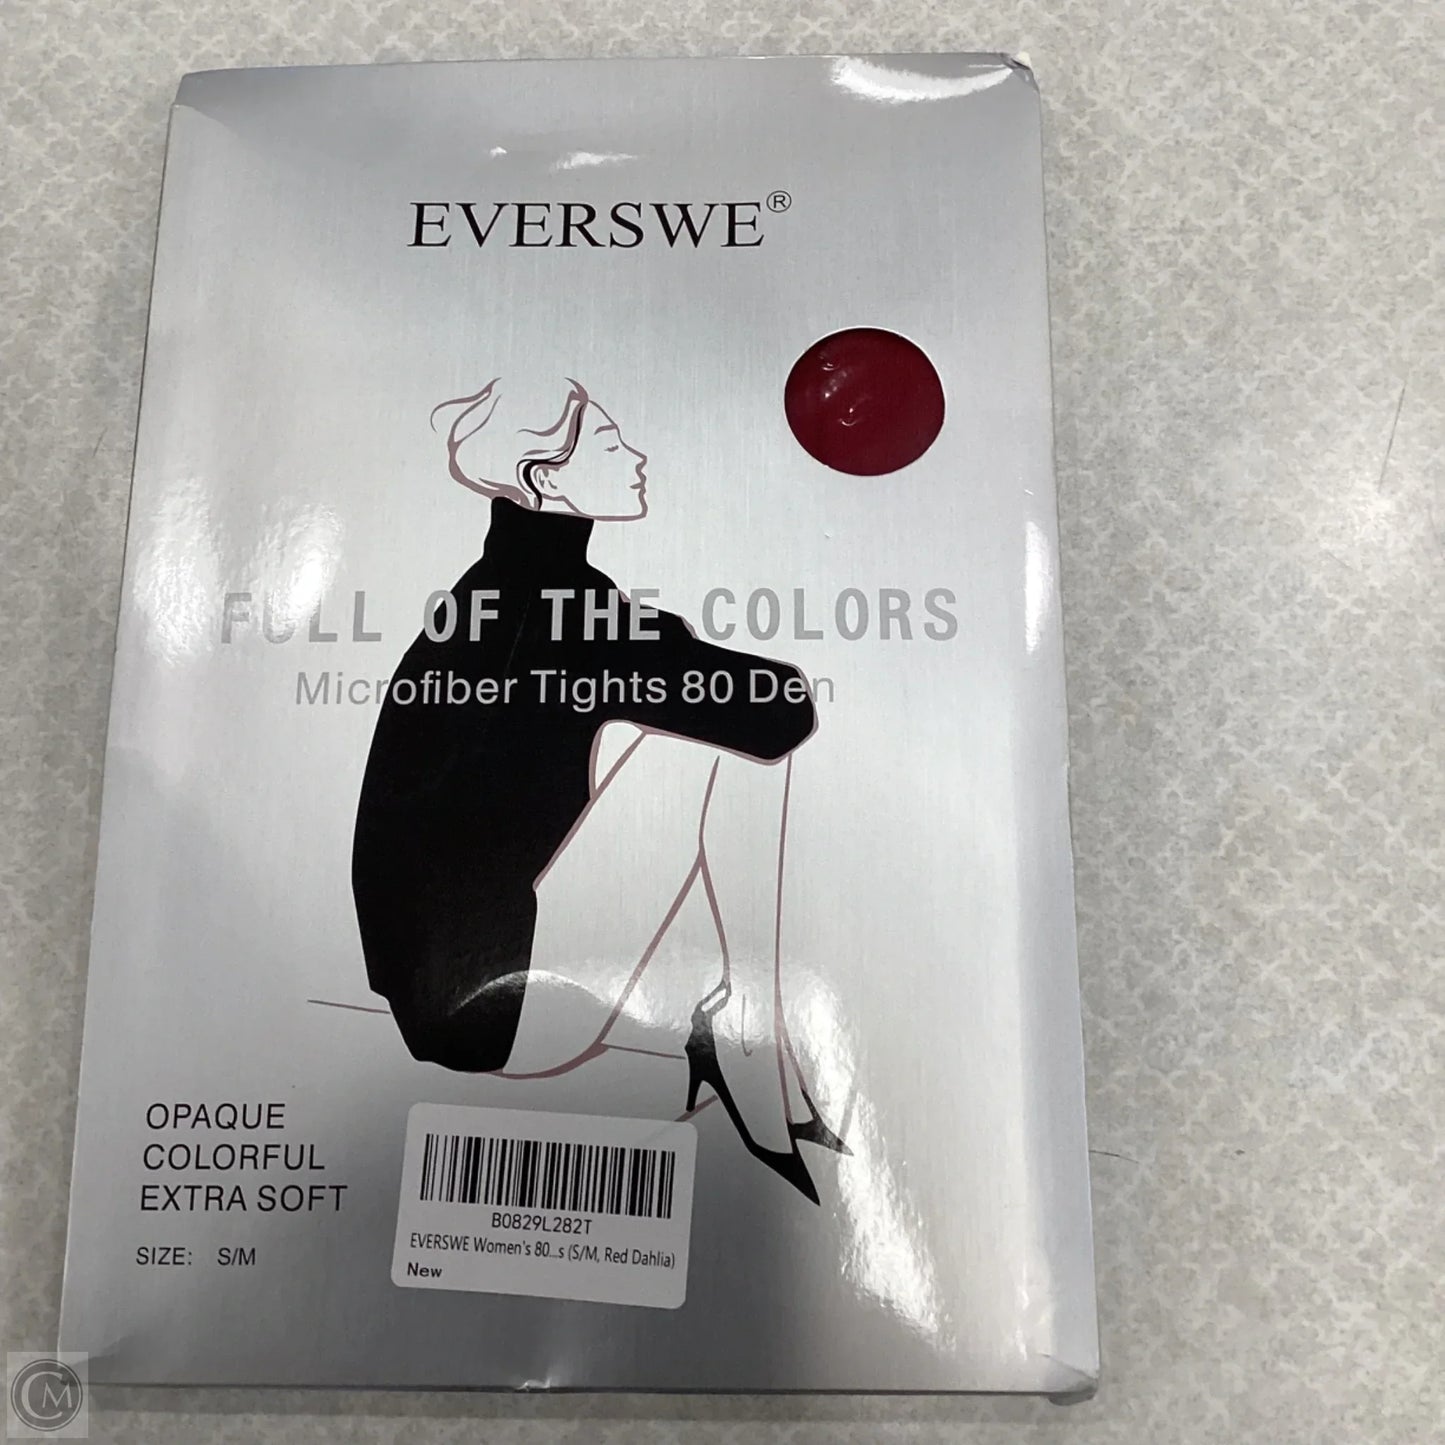 EVERSWE®
FULL OF THE COLORS
Microfiber Tights 80 Den
OPAQUE
COLORFUL
EXTRA SOFT
SIZE: S/M
B0829L282T
EVERSWE Women's 80...s (S/M, Red Dahlia)
New
CM